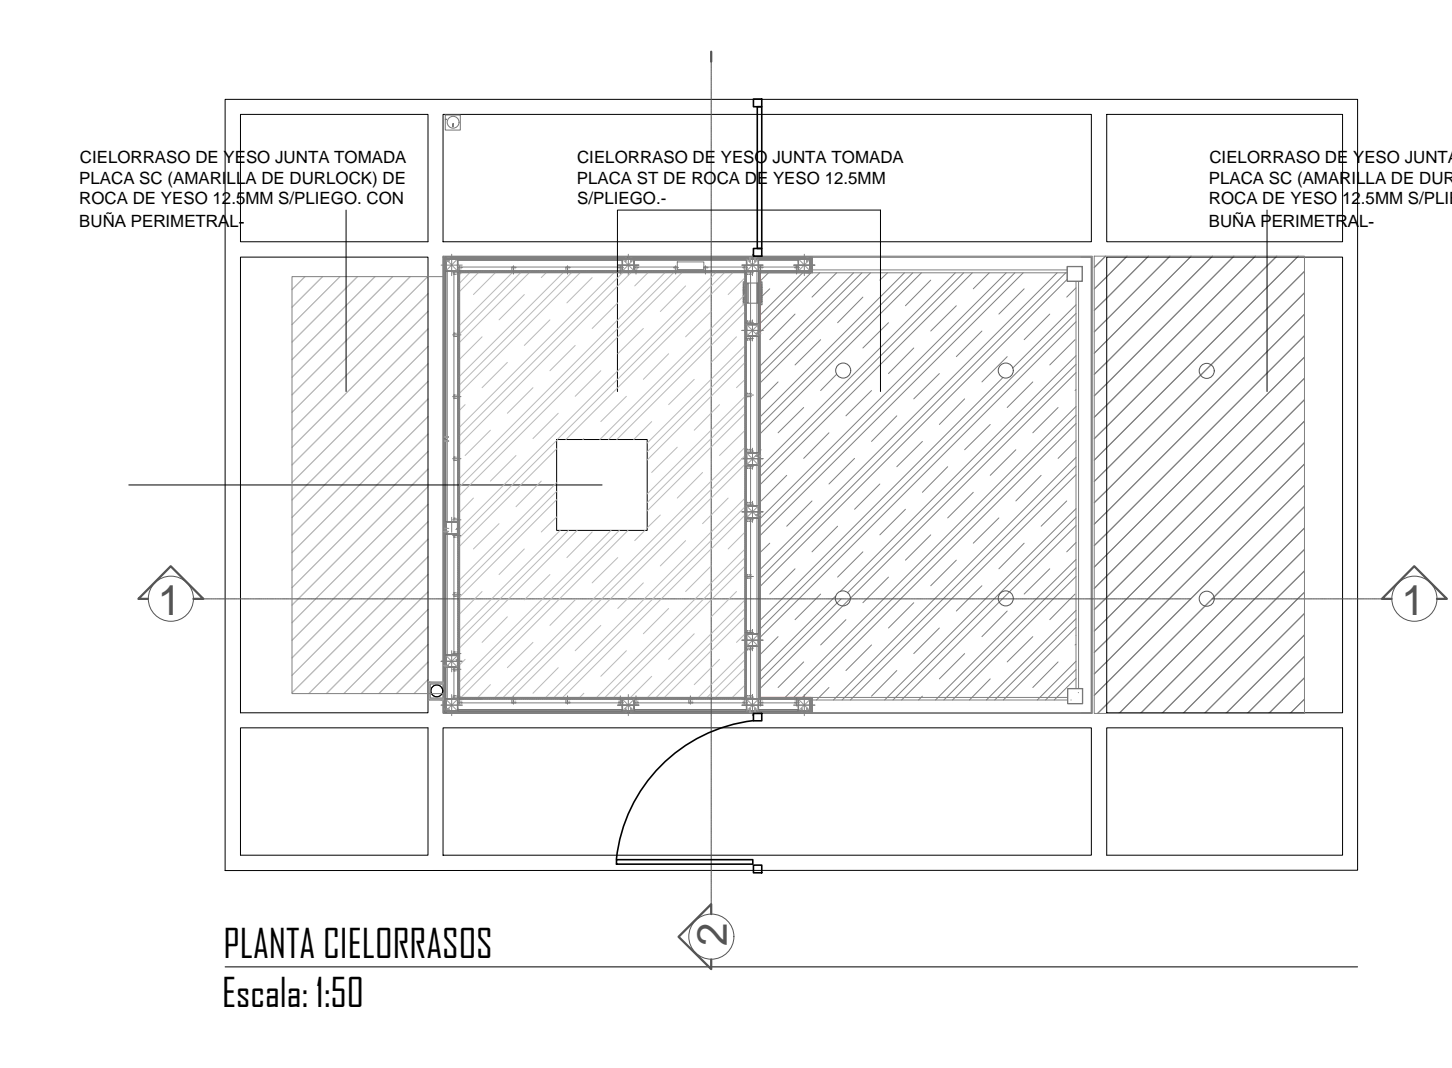 CIELORRASO DE YESO JUNTA TOMADA
PLACA SC (AMARILLA DE DURLOCK) DE
ROCA DE YESO 12.5MM S/PLIEGO. CON
BUÑA PERIMETRAL-
CIELORRASO DE YESO JUNTA TOMADA
PLACA ST DE ROCA DE YESO 12.5MM
S/PLIEGO.-
CIELORRASO DE YESO JUNTA
PLACA SC (AMARILLA DE DUR
ROCA DE YESO 12.5MM S/PLI
BUÑA PERIMETRAL-
1
1
2
PLANTA CIELORRASOS
Escala: 1:50